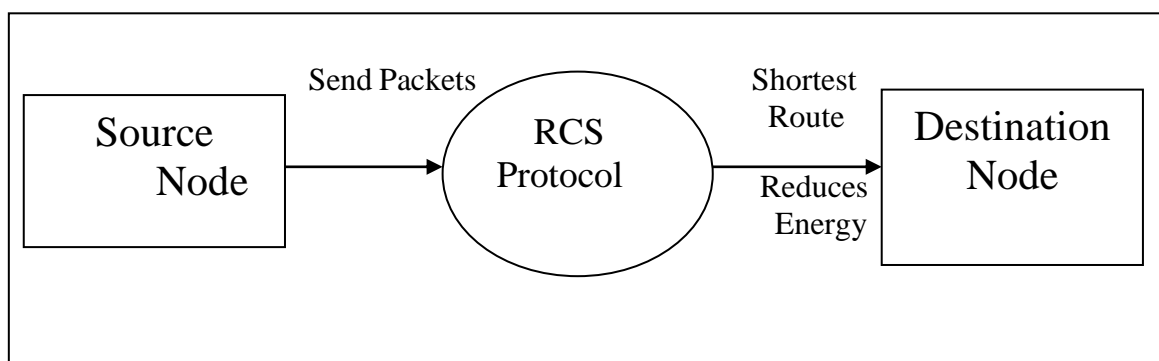 Source
Node
Send Packets
RCS
Protocol
Shortest
Route
Reduces
Energy
Destination
Node